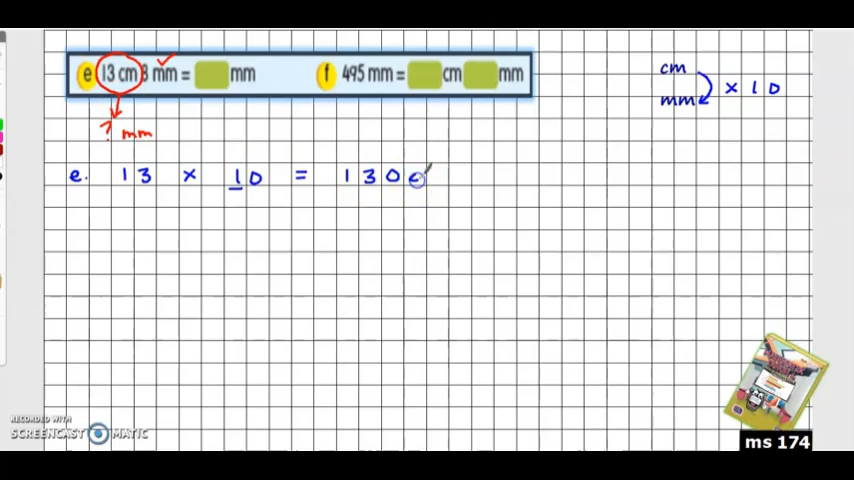 e 13 cm 8 mm = mm f 495 mm = cm mm
? mm
cm
mm × 10
e. 13 × 10 = 130c
RECORDED WITH
SCREENCAST MATIC
ms 174